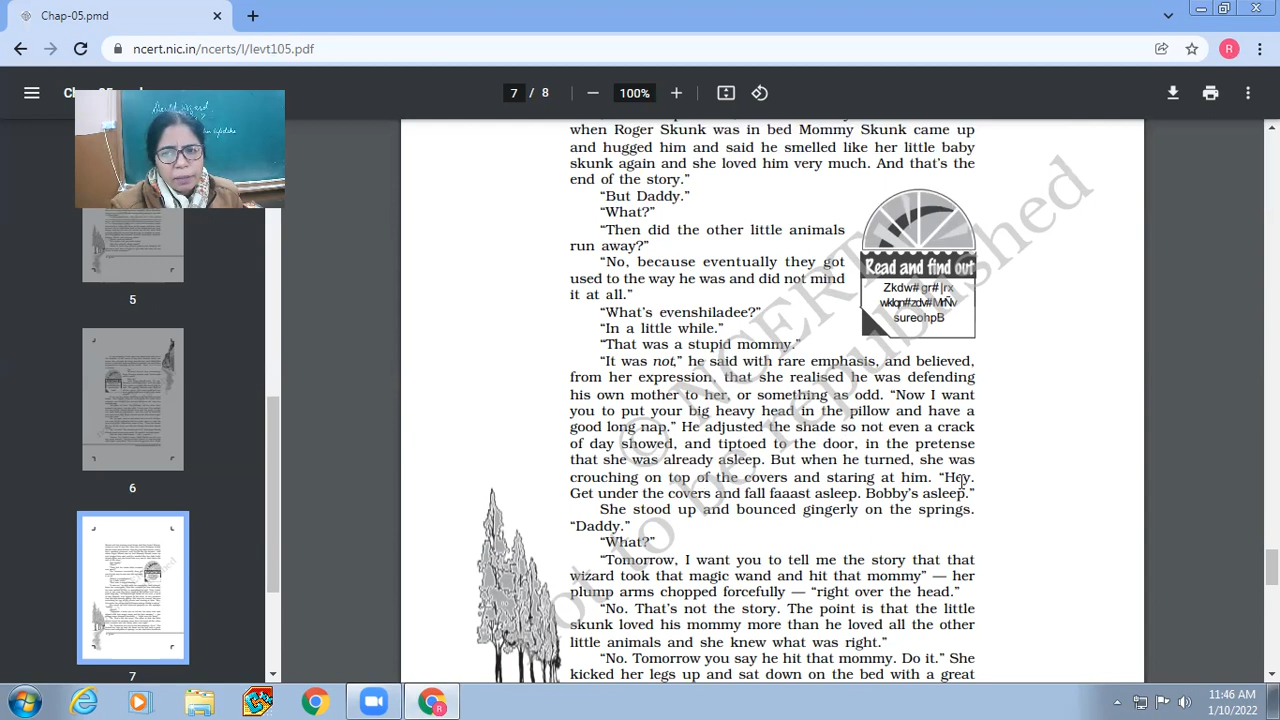 Chap-05.pmd
ncert.nic.in/ncerts/l/levt105.pdf
R
7 / 8
100%
when Roger Skunk was in bed Mommy Skunk came up
and hugged him and said he smelled like her little baby
skunk again and she loved him very much. And that's the
end of the story.”
“But Daddy.”
“What?”
“Then did the other little animals
run away?”
“No, because eventually they got
used to the way he was and did not mind
it at all.”
“What's evenshiladee?”
“In a little while.”
“That was a stupid mommy.”
“It was not,” he said with rare emphasis, and believed,
from her expression, that she realised he was defending
his own mother to her, or something as odd. “Now I want
you to put your big heavy head in the pillow and have a
good long nap.” He adjusted the shade so not even a crack
of day showed, and tiptoed to the door, in the pretense
that she was already asleep. But when he turned, she was
crouching on top of the covers and staring at him. “Hey.
Get under the covers and fall faaast asleep. Bobby's asleep.”
She stood up and bounced gingerly on the springs.
“Daddy.”
“What?”
“Tomorrow, I want you to tell me the story that that
wizard took that magic wand and hit that mommy” — her
plump arms chopped forcefully — “right over the head.”
“No. That's not the story. The point is that the little
skunk loved his mommy more than he loved all the other
little animals and she knew what was right.”
“No. Tomorrow you say he hit that mommy. Do it.” She
kicked her legs up and sat down on the bed with a great
Read and find out
Zkdw# gr# |rx
sureohpB
© NCERT
not to be republished
5
6
7
11:46 AM
1/10/2022